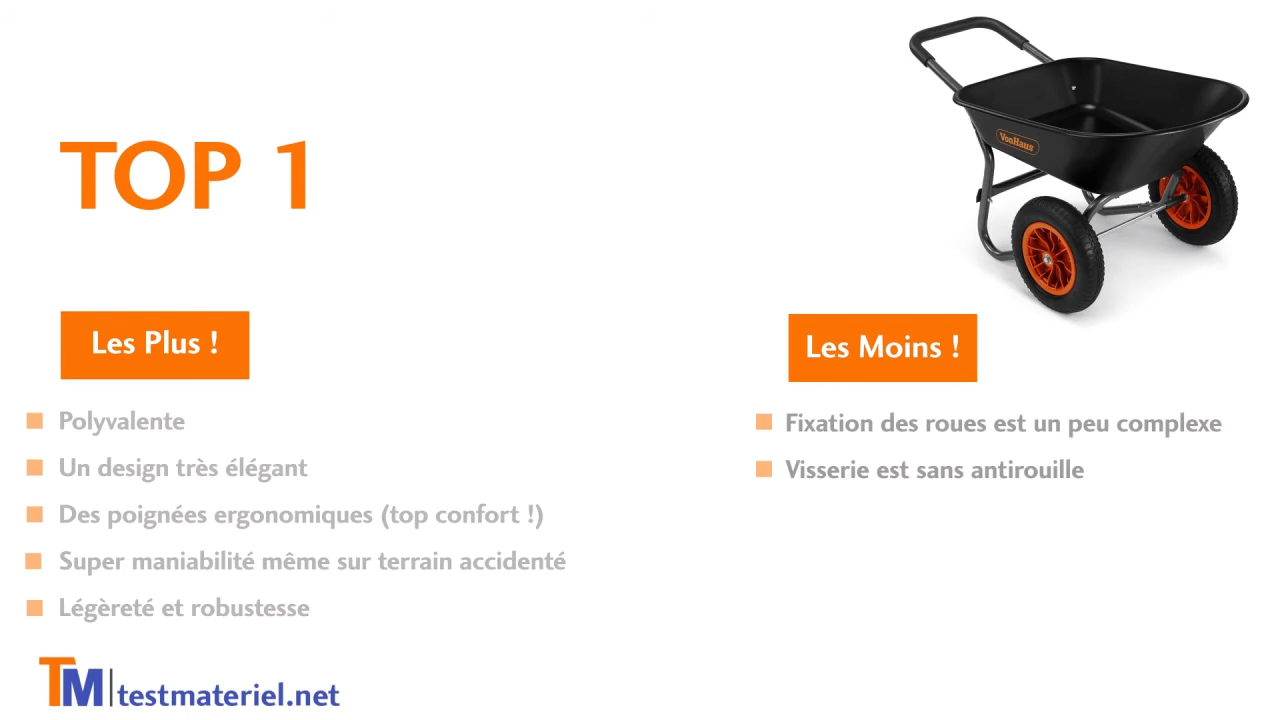 VonHaus
TOP 1
Les Plus !
Polyvalente
Un design très élégant
Des poignées ergonomiques (top confort !)
Super maniabilité même sur terrain accidenté
Légèreté et robustesse
Les Moins !
Fixation des roues est un peu complexe
Visserie est sans antirouille
TM|testmateriel.net